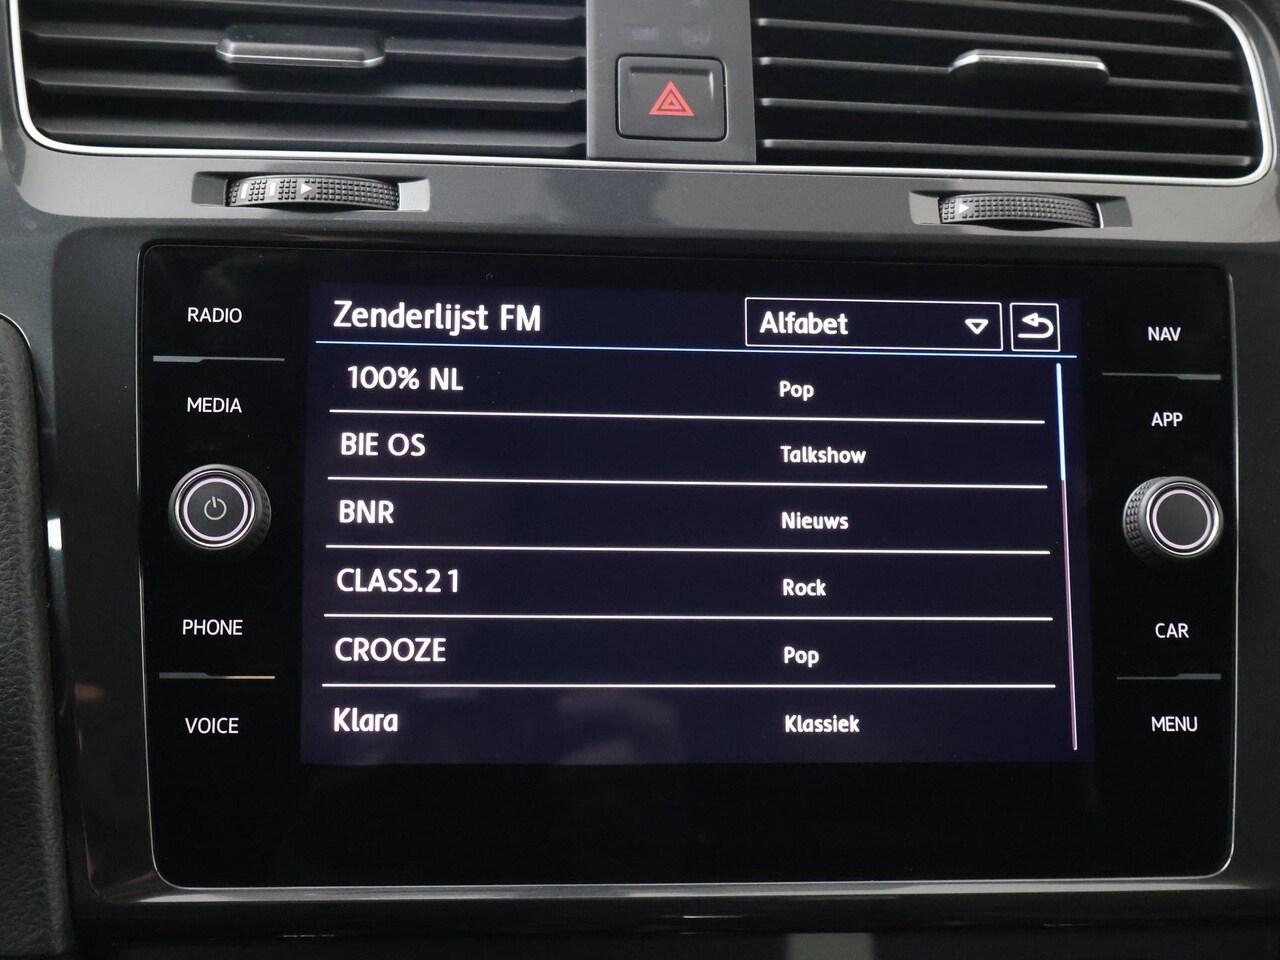 RADIO
MEDIA
PHONE
VOICE
Zenderlijst FM
Alfabet
100% NL Pop
BIE OS Talkshow
BNR Nieuws
CLASS.21 Rock
CROOZE Pop
Klara Klassiek
NAV
APP
CAR
MENU